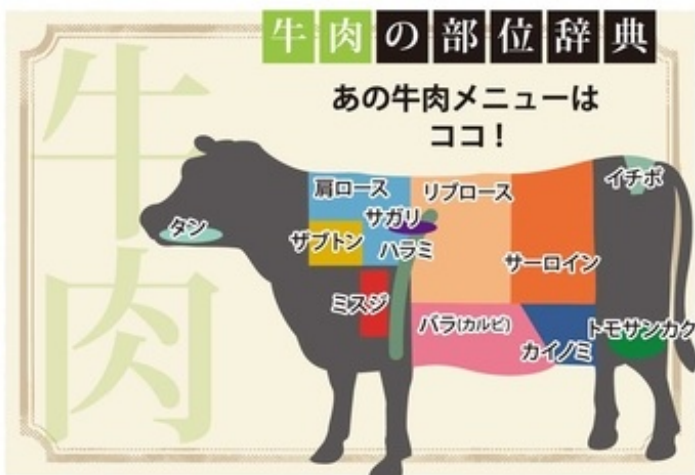 牛肉の部位辞典
あの牛肉メニューは
ココ！
牛肉
タン
肩ロース
リブロース
イチボ
サガリ
ザブトン
ハラミ
サーロイン
ミスジ
バラ(カルビ)
カイノミ
トモサンカク